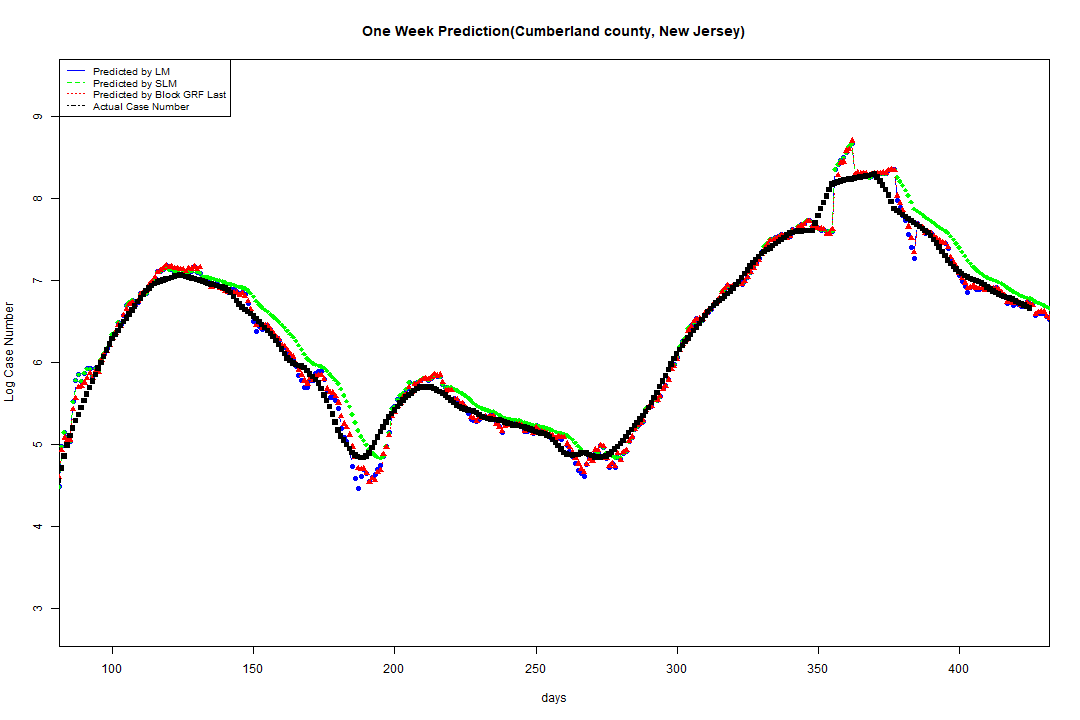 One Week Prediction(Cumberland county, New Jersey)
Predicted by LM
Predicted by SLM
Predicted by Block GRF Last
Actual Case Number
Log Case Number
9
8
7
6
5
4
3
100 150 200 250 300 350 400
days